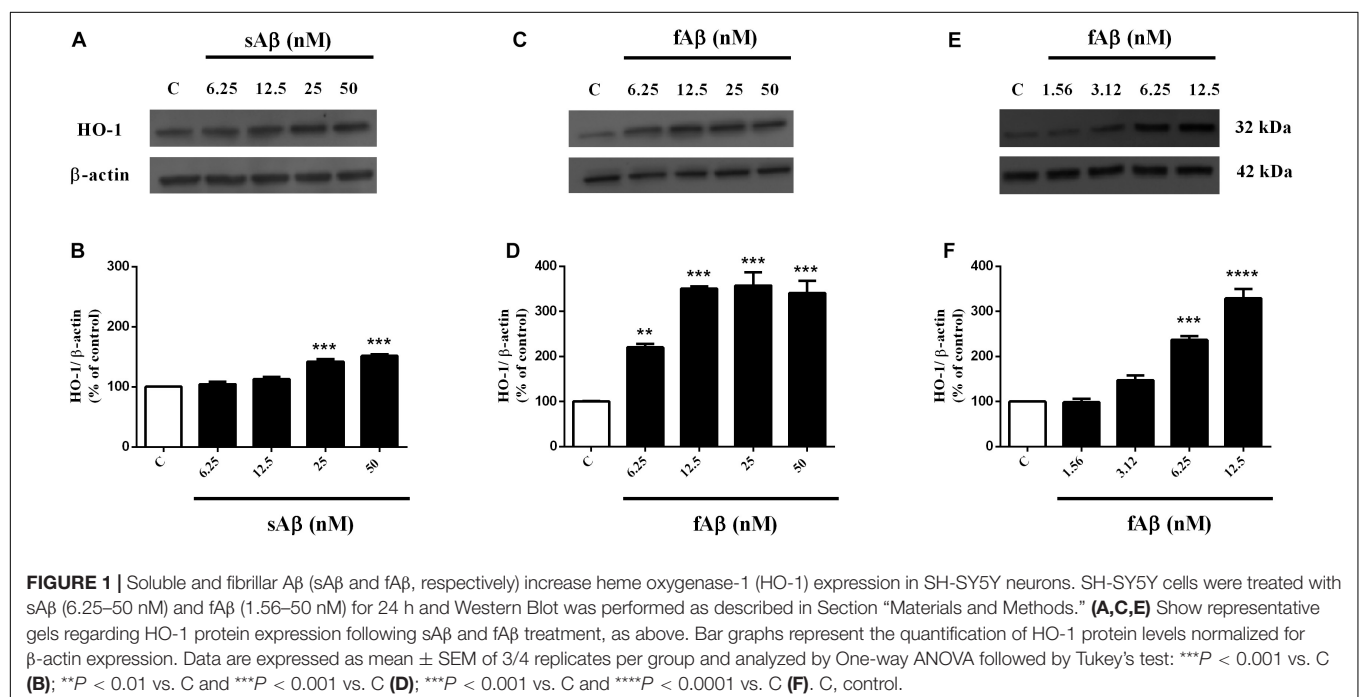 A
sAβ (nM)
C 6.25 12.5 25 50
HO-1
β-actin
C
fAβ (nM)
C 6.25 12.5 25 50
E
fAβ (nM)
C 1.56 3.12 6.25 12.5
32 kDa
42 kDa
B
HO-1/ β-actin
(% of control)
300
200
100
0
*** ***
C 6.25 12.5 25 50
sAβ (nM)
D
HO-1/ β-actin
(% of control)
400
300
200
100
0
** *** *** ***
C 6.25 12.5 25 50
fAβ (nM)
F
HO-1/ β-actin
(% of control)
400
300
200
100
0
*** ****
C 1.56 3.12 6.25 12.5
fAβ (nM)
FIGURE 1 | Soluble and fibrillar Aβ (sAβ and fAβ, respectively) increase heme oxygenase-1 (HO-1) expression in SH-SY5Y neurons. SH-SY5Y cells were treated with
sAβ (6.25–50 nM) and fAβ (1.56–50 nM) for 24 h and Western Blot was performed as described in Section “Materials and Methods.” (A,C,E) Show representative
gels regarding HO-1 protein expression following sAβ and fAβ treatment, as above. Bar graphs represent the quantification of HO-1 protein levels normalized for
β-actin expression. Data are expressed as mean ± SEM of 3/4 replicates per group and analyzed by One-way ANOVA followed by Tukey’s test: ***P < 0.001 vs. C
(B); **P < 0.01 vs. C and ***P < 0.001 vs. C (D); ***P < 0.001 vs. C and ****P < 0.0001 vs. C (F). C, control.